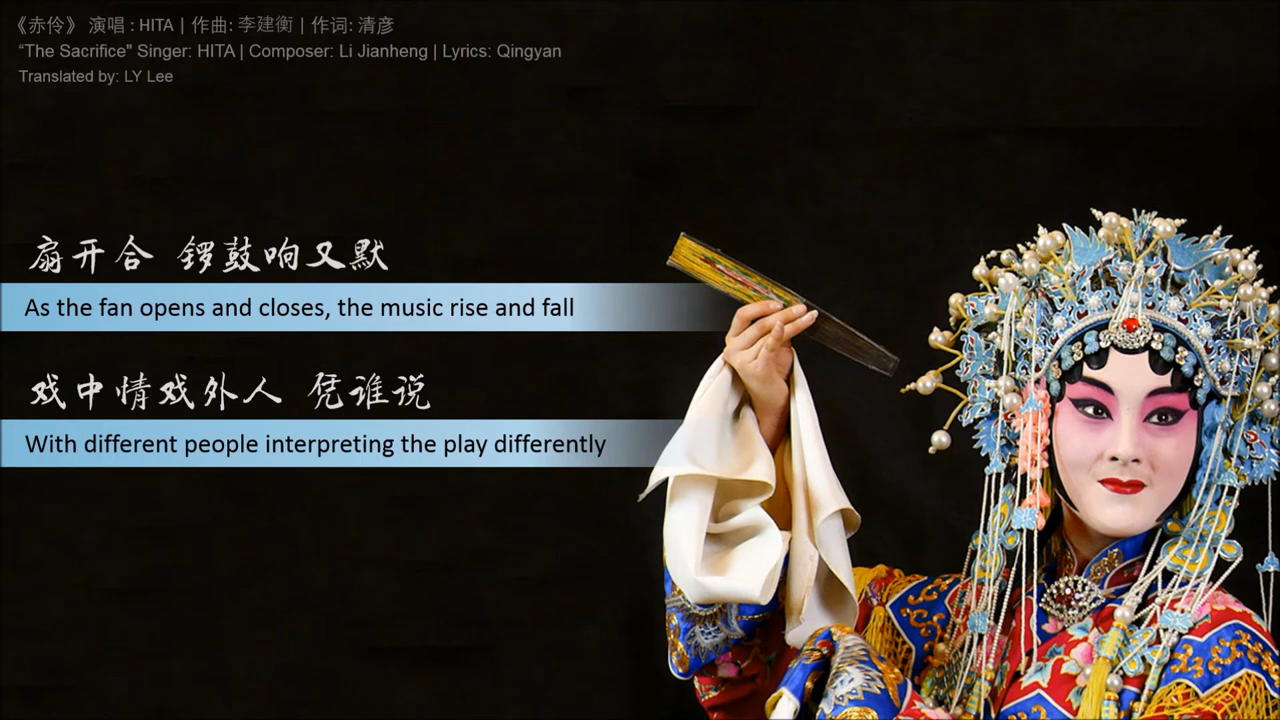 《赤伶》 演唱 : HITA | 作曲: 李建衡 | 作词: 清彦
“The Sacrifice" Singer: HITA | Composer: Li Jianheng | Lyrics: Qingyan
Translated by: LY Lee
扇开合 锣鼓响又默
As the fan opens and closes, the music rise and fall
戏中情戏外人 凭谁说
With different people interpreting the play differently